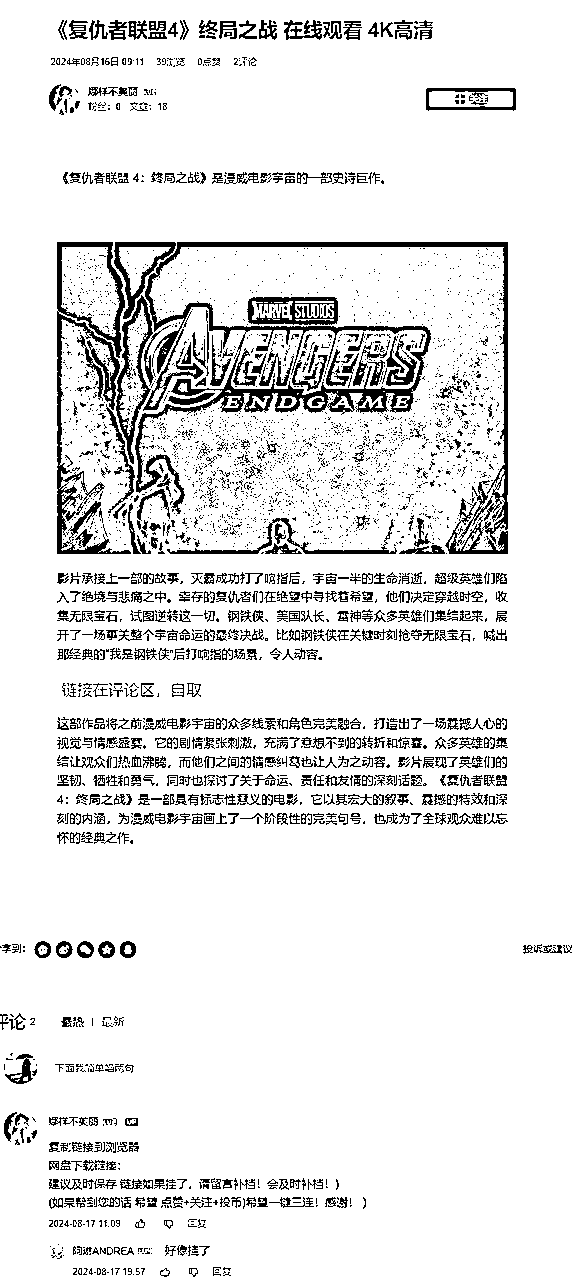 《复仇者联盟4》终局之战 在线观看 4K高清
2024年08月16日 09:11 39浏览 0点赞 2评论
那样不美丽
粉丝：0 文章：18
《复仇者联盟 4：终局之战》是漫威电影宇宙的一部史诗巨作。
MARVEL STUDIOS
AVENGERS
ENDGAME
影片承接上一部的故事，灭霸成功打了响指后，宇宙一半的生命消逝，超级英雄们陷
入了绝境与悲痛之中。幸存的复仇者们在绝望中寻找着希望，他们决定穿越时空，收
集无限宝石，试图逆转这一切。钢铁侠、美国队长、雷神等众多英雄们集结起来，展
开了一场事关整个宇宙命运的最终决战。比如钢铁侠在关键时刻抢夺无限宝石，喊出
那经典的“我是钢铁侠”后打响指的场景，令人动容。
链接在评论区，自取
这部作品将之前漫威电影宇宙的众多线索和角色完美融合，打造出了一场震撼人心的
视觉与情感盛宴。它的剧情紧张刺激，充满了意想不到的转折和惊喜。众多英雄的集
结让观众们热血沸腾，而他们之间的情感纠葛也让人为之动容。影片展现了英雄们的
坚韧、牺牲和勇气，同时也探讨了关于命运、责任和友情的深刻话题。《复仇者联盟
4：终局之战》是一部具有标志性意义的电影，它以其宏大的叙事、震撼的特效和深
刻的内涵，为漫威电影宇宙画上了一个阶段性的完美句号，也成为了全球观众难以忘
怀的经典之作。
享到：
投诉或建议
评论 2 最热 | 最新
下面我简单喵两句
那样不美丽 UP
复制链接到浏览器
网盘下载链接：
建议及时保存 链接如果挂了，请留言补档！会及时补档！)
(如果帮到您的话 希望 点赞+关注+投币)希望一键三连！感谢！ )
2024-08-17 11:09 回复
阿 ANDREA 好像挂了
2024-08-17 19:57 回复